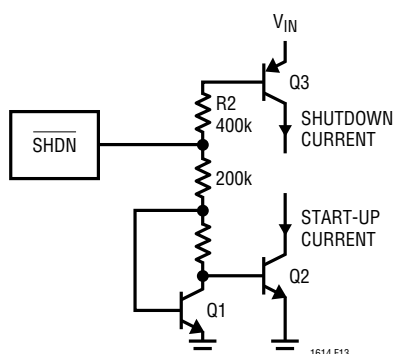 VIN
Q3
R2
400k
SHUTDOWN
CURRENT
SHDN
200k
START-UP
CURRENT
Q2
Q1
1614 F13